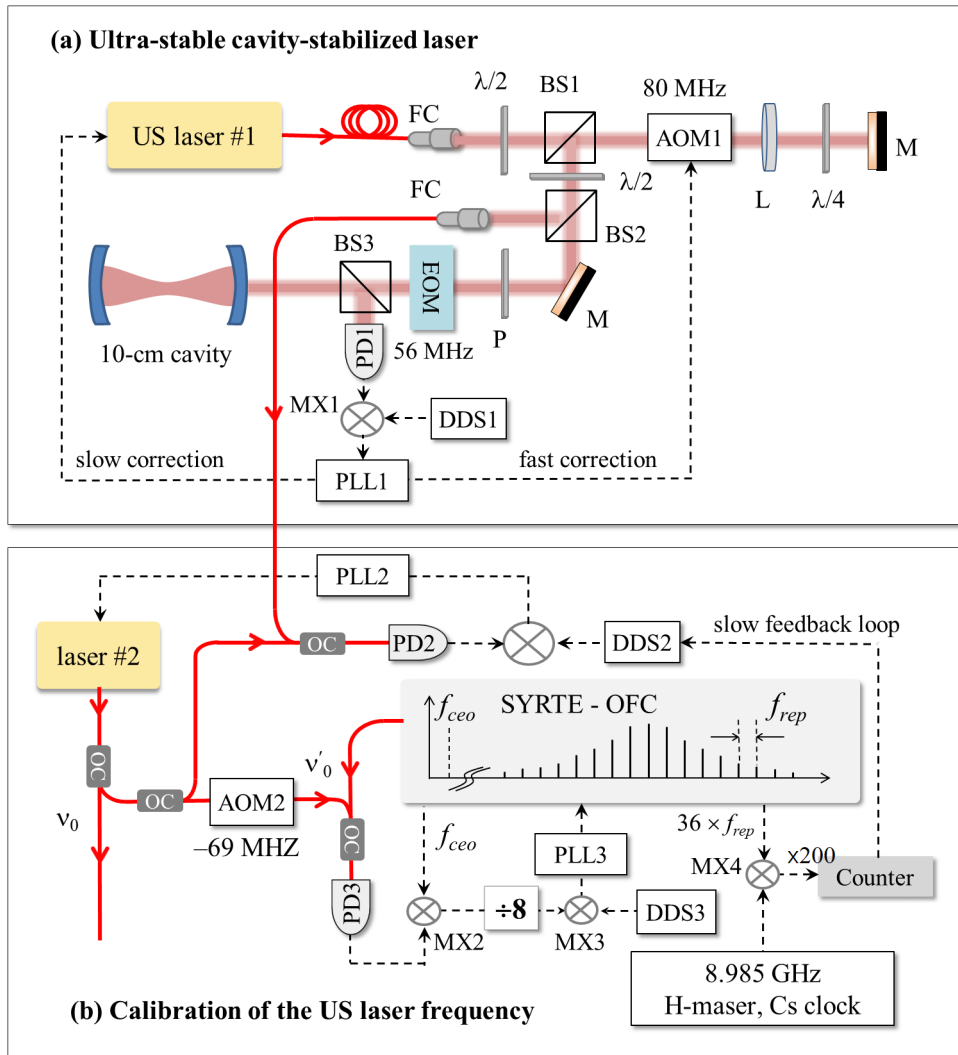 (a) Ultra-stable cavity-stabilized laser
US laser #1
FC
λ/2
BS1
80 MHz
AOM1
L
λ/4
M
FC
λ/2
BS2
BS3
EOM
P
M
10-cm cavity
PD1
56 MHz
MX1
DDS1
slow correction
PLL1
fast correction
PLL2
laser #2
OC
PD2
DDS2
slow feedback loop
SYRTE - OFC
f_ceo
f_rep
OC
ν₀
OC
AOM2
–69 MHZ
ν′₀
OC
PD3
f_ceo
MX2
÷8
PLL3
MX3
DDS3
36 × f_rep
MX4
x200
Counter
8.985 GHz
H-maser, Cs clock
(b) Calibration of the US laser frequency